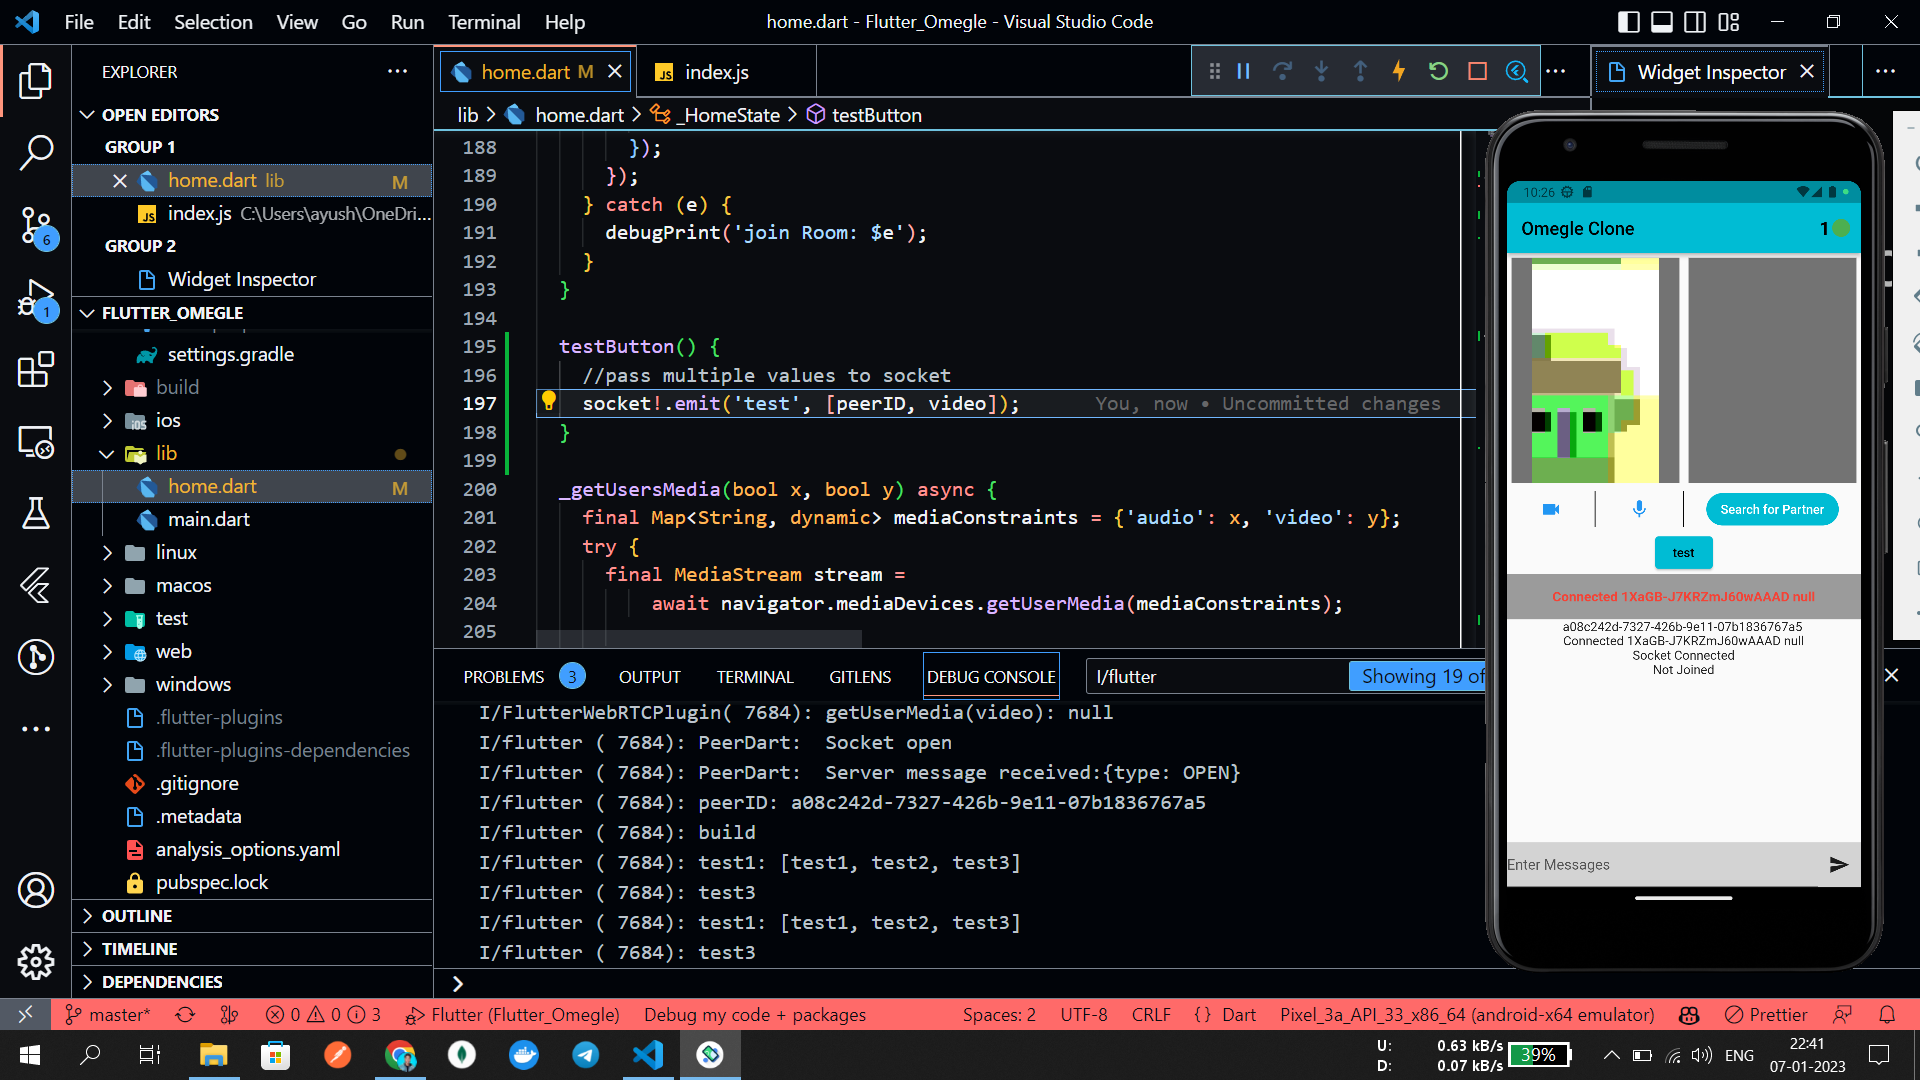 File Edit Selection View Go Run Terminal Help
home.dart - Flutter_Omegle - Visual Studio Code
EXPLORER
OPEN EDITORS
GROUP 1
home.dart lib M
index.js C:\Users\ayush\OneDri...
GROUP 2
Widget Inspector
FLUTTER_OMEGLE
settings.gradle
build
ios
lib
home.dart M
main.dart
linux
macos
test
web
windows
.flutter-plugins
.flutter-plugins-dependencies
.gitignore
.metadata
analysis_options.yaml
pubspec.lock
OUTLINE
TIMELINE
DEPENDENCIES
6
1
home.dart M
index.js
Widget Inspector
lib > home.dart > _HomeState > testButton
188 });
189 });
190 } catch (e) {
191 debugPrint('join Room: $e');
192 }
193 }
194
195 testButton() {
196 //pass multiple values to socket
197 socket!.emit('test', [peerID, video]); You, now • Uncommitted changes
198 }
199
200 _getUsersMedia(bool x, bool y) async {
201 final Map<String, dynamic> mediaConstraints = {'audio': x, 'video': y};
202 try {
203 final MediaStream stream =
204 await navigator.mediaDevices.getUserMedia(mediaConstraints);
205
PROBLEMS 3 OUTPUT TERMINAL GITLENS DEBUG CONSOLE I/flutter Showing 19 of
I/FlutterWebRTCPlugin( 7684): getUserMedia(video): null
I/flutter ( 7684): PeerDart:  Socket open
I/flutter ( 7684): PeerDart:  Server message received:{type: OPEN}
I/flutter ( 7684): peerID: a08c242d-7327-426b-9e11-07b1836767a5
I/flutter ( 7684): build
I/flutter ( 7684): test1: [test1, test2, test3]
I/flutter ( 7684): test3
I/flutter ( 7684): test1: [test1, test2, test3]
I/flutter ( 7684): test3
10:26
Omegle Clone 1
Search for Partner
test
Connected 1XaGB-J7KRZmJ60wAAAD null
a08c242d-7327-426b-9e11-07b1836767a5
Connected 1XaGB-J7KRZmJ60wAAAD null
Socket Connected
Not Joined
Enter Messages
master* 0 0 3 Flutter (Flutter_Omegle) Debug my code + packages Spaces: 2 UTF-8 CRLF {} Dart Pixel_3a_API_33_x86_64 (android-x64 emulator) Prettier
U: 0.63 kB/s
D: 0.07 kB/s
39%
ENG
22:41
07-01-2023